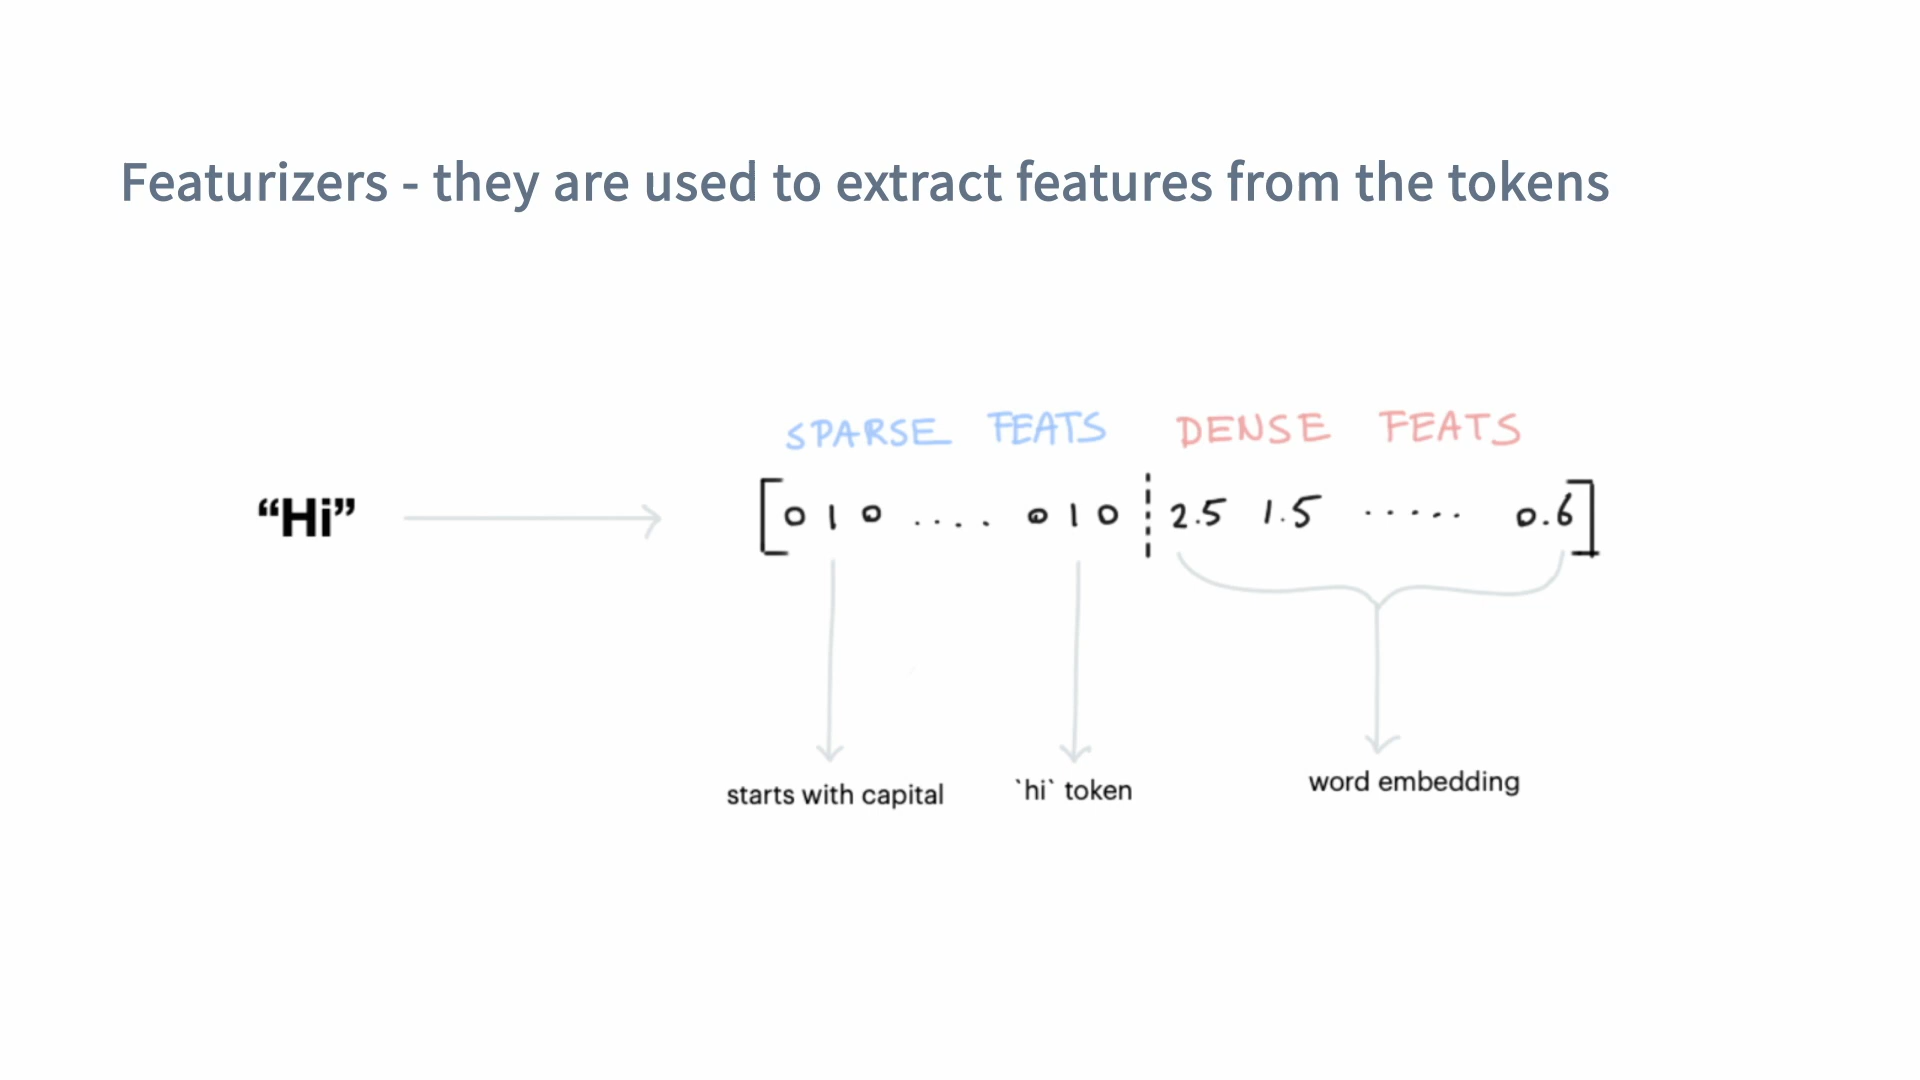 Featurizers - they are used to extract features from the tokens
SPARSE FEATS DENSE FEATS
“Hi”
[0 1 0 .... 0 1 0 ¦ 2.5 1.5 ..... 0.6]
starts with capital
`hi` token
word embedding